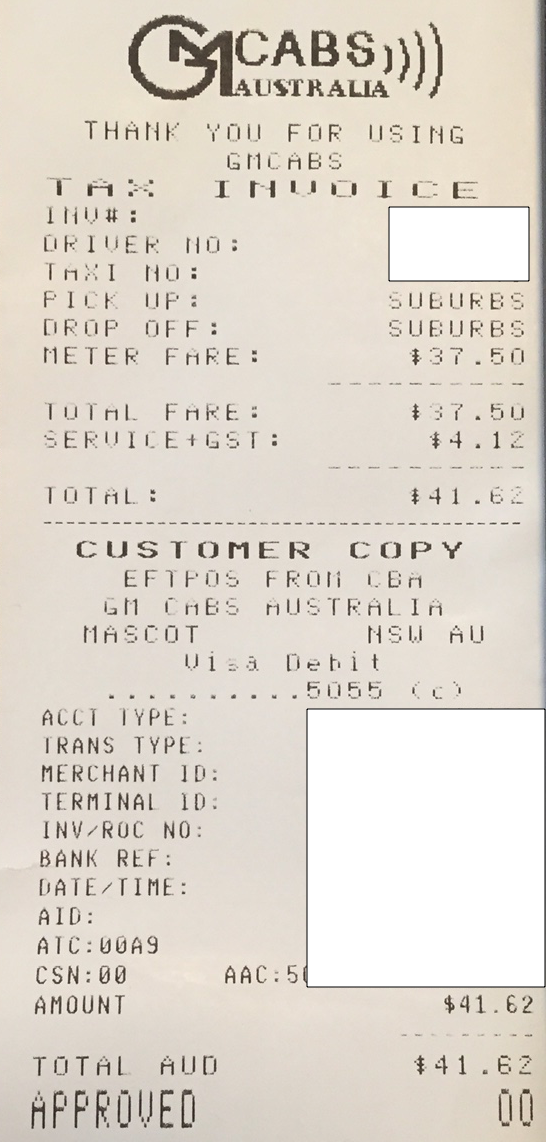 GM CABS
AUSTRALIA
THANK YOU FOR USING
GMCABS
TAX INVOICE
INV#:
DRIVER NO:
TAXI NO:
PICK UP: SUBURBS
DROP OFF: SUBURBS
METER FARE: $37.50
----------
TOTAL FARE: $37.50
SERVICE+GST: $4.12
----------
TOTAL: $41.62
------------------------------------------
CUSTOMER COPY
EFTPOS FROM CBA
GM CABS AUSTRALIA
MASCOT NSW AU
Visa Debit
..........5055 (c)
ACCT TYPE:
TRANS TYPE:
MERCHANT ID:
TERMINAL ID:
INV/ROC NO:
BANK REF:
DATE/TIME:
AID:
ATC:00A9
CSN:00 AAC:50
AMOUNT $41.62
---------
TOTAL AUD $41.62
APPROVED 00